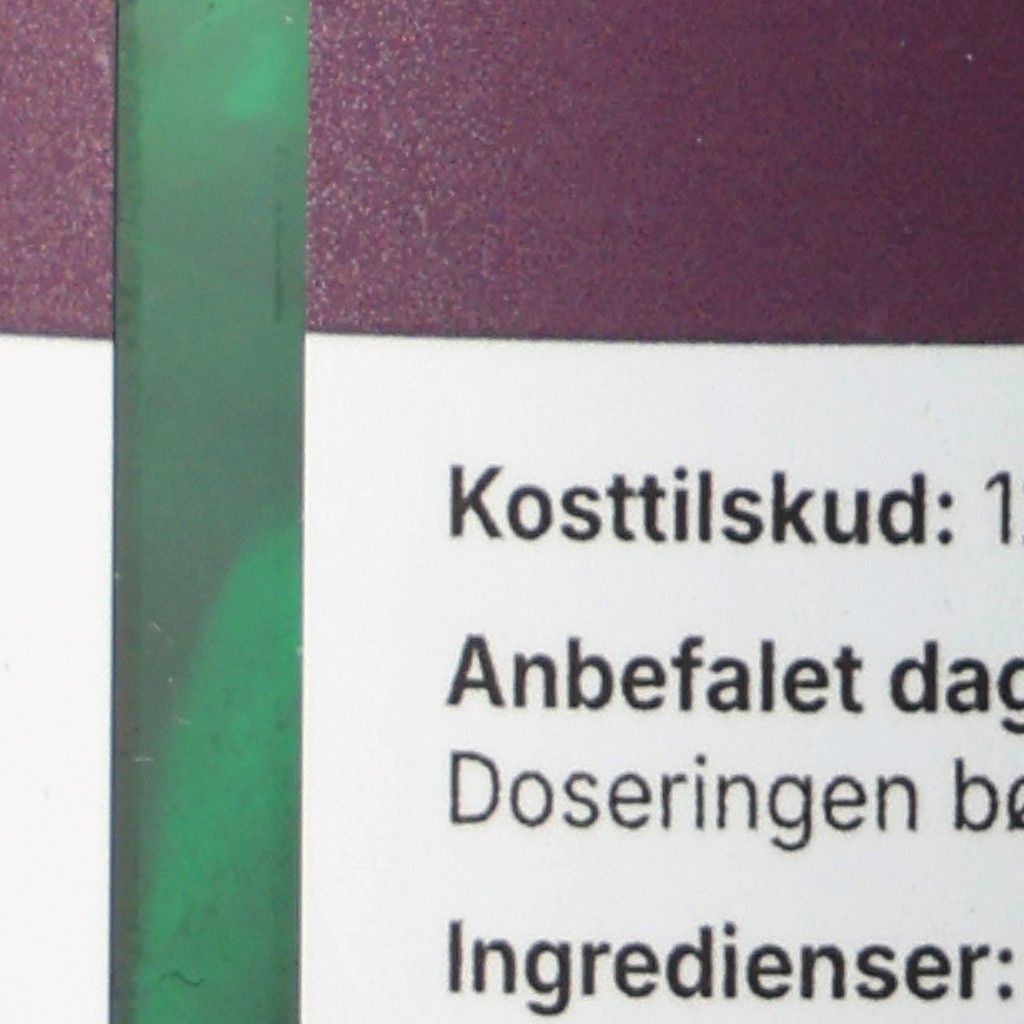 Kosttilskud:
Anbefalet
Doseringen
Ingredienser: